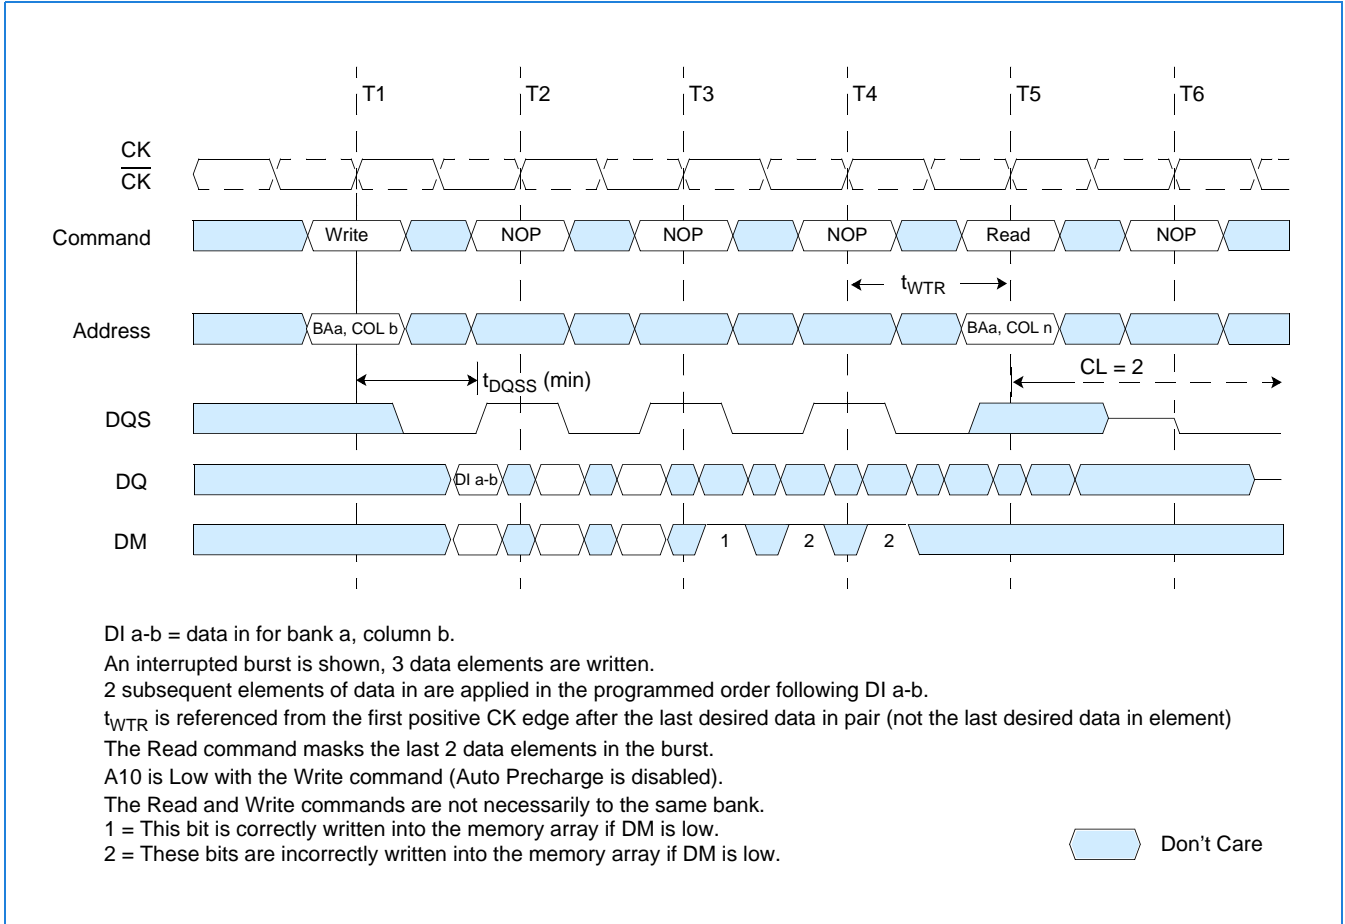 T1 T2 T3 T4 T5 T6
CK
CK
Command Write NOP NOP NOP Read NOP
tWTR
Address BAa, COL b BAa, COL n
tDQSS (min) CL = 2
DQS
DQ DI a-b
DM 1 2 2
DI a-b = data in for bank a, column b.
An interrupted burst is shown, 3 data elements are written.
2 subsequent elements of data in are applied in the programmed order following DI a-b.
tWTR is referenced from the first positive CK edge after the last desired data in pair (not the last desired data in element)
The Read command masks the last 2 data elements in the burst.
A10 is Low with the Write command (Auto Precharge is disabled).
The Read and Write commands are not necessarily to the same bank.
1 = This bit is correctly written into the memory array if DM is low.
2 = These bits are incorrectly written into the memory array if DM is low.
Don't Care